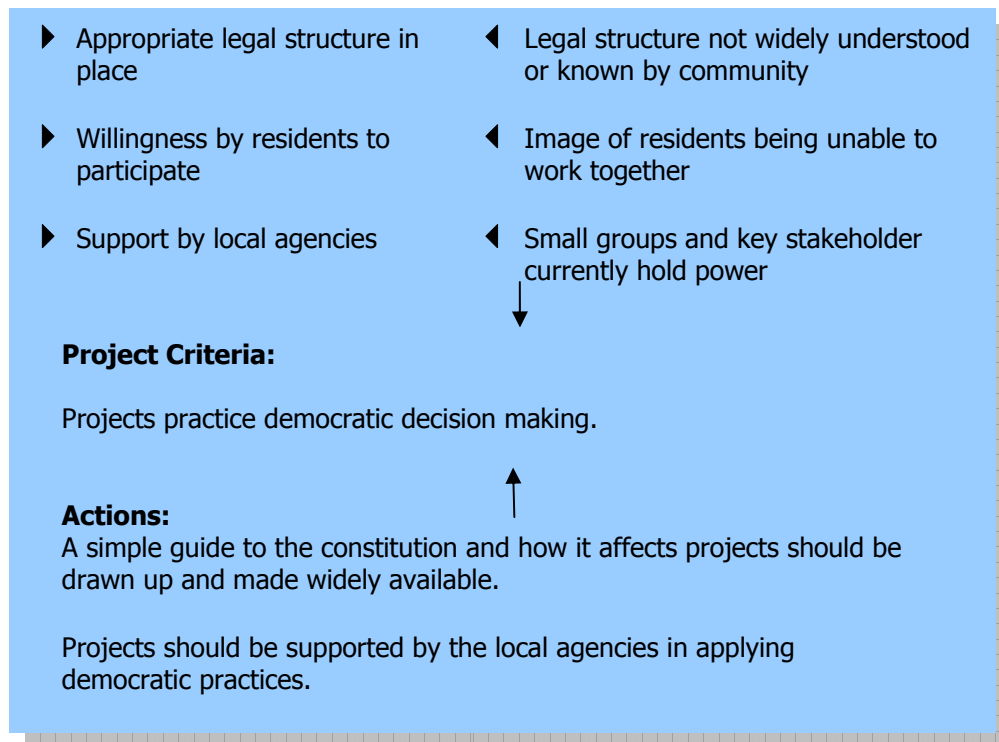 Appropriate legal structure in
place
Willingness by residents to
participate
Support by local agencies
Legal structure not widely understood
or known by community
Image of residents being unable to
work together
Small groups and key stakeholder
currently hold power
Project Criteria:
Projects practice democratic decision making.
Actions:
A simple guide to the constitution and how it affects projects should be
drawn up and made widely available.
Projects should be supported by the local agencies in applying
democratic practices.